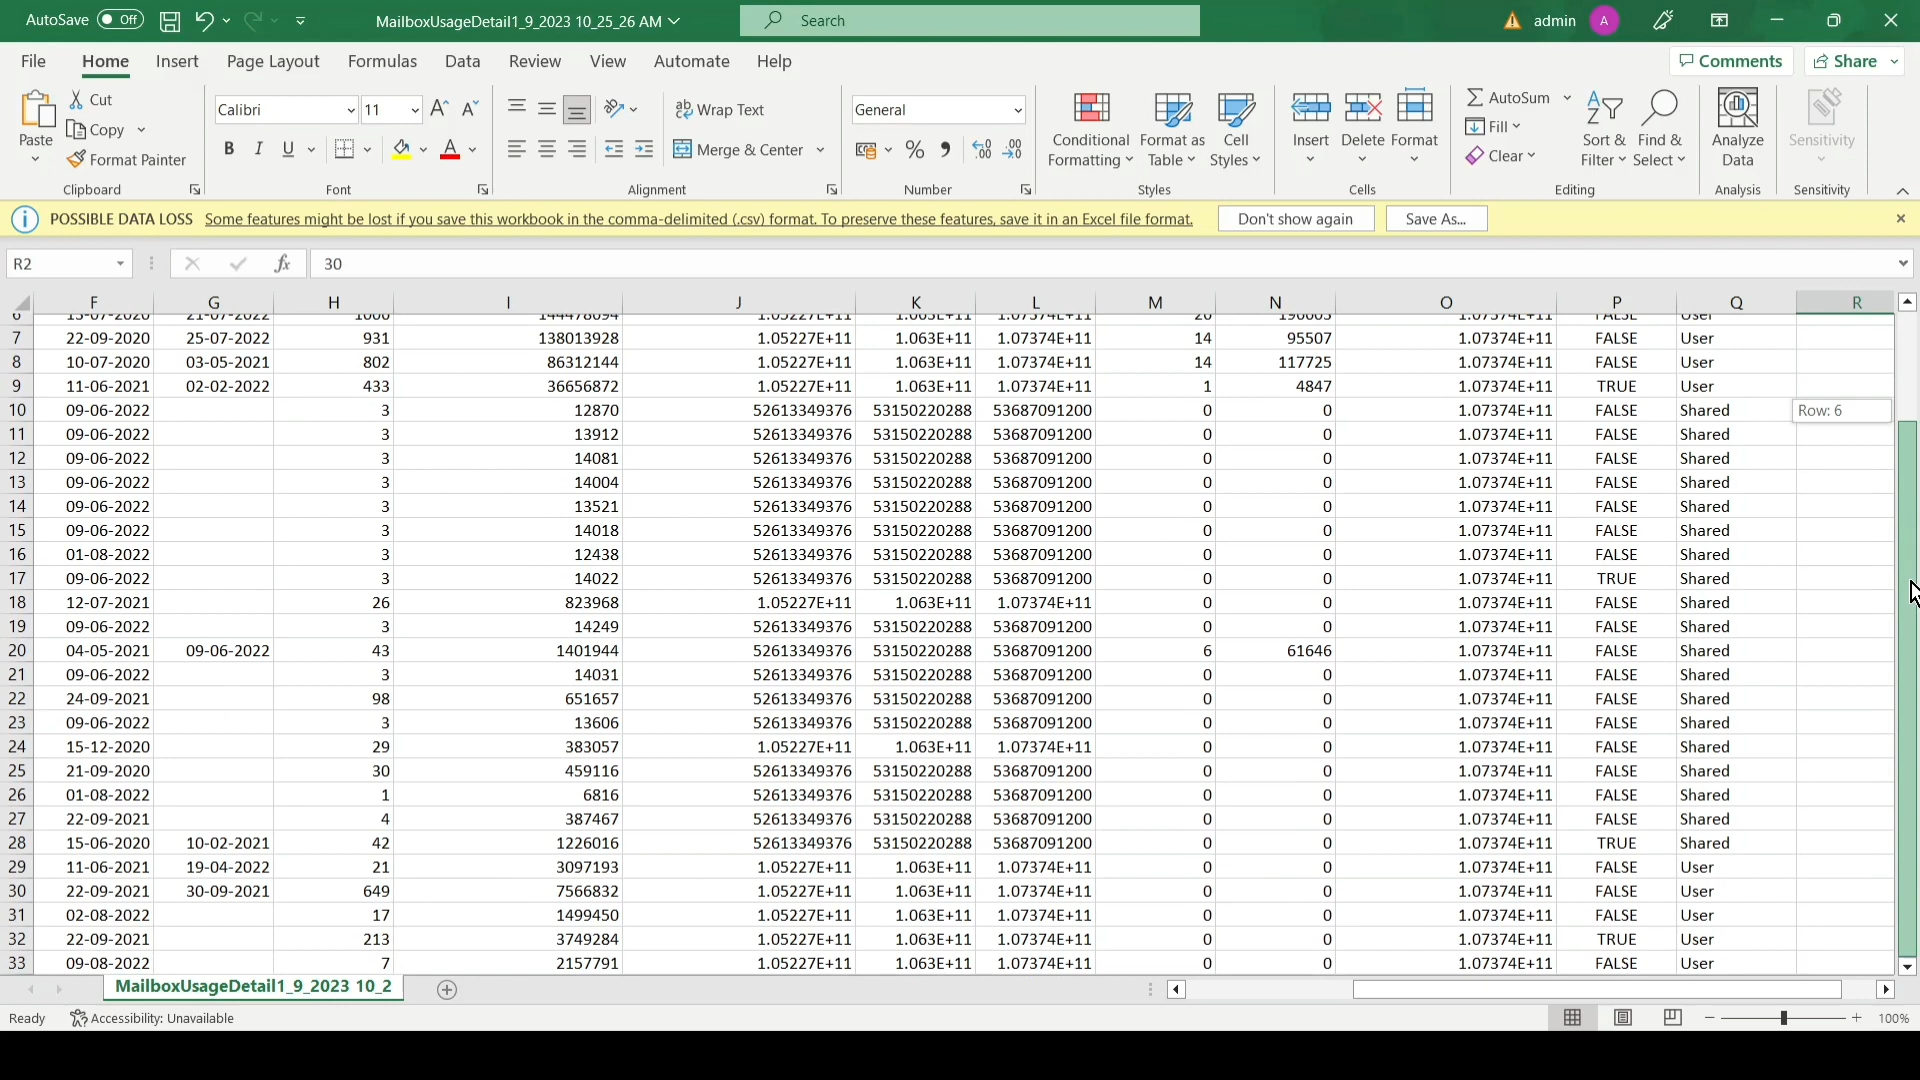 AutoSave Off MailboxUsageDetail1_9_2023 10_25_26 AM Search admin A
File Home Insert Page Layout Formulas Data Review View Automate Help Comments Share
Paste Cut Copy Format Painter Clipboard
Calibri 11 B I U A Font
ab Wrap Text Merge & Center Alignment
General % Number
Conditional Formatting Format as Table Cell Styles Styles
Insert Delete Format Cells
AutoSum Fill Clear Sort & Filter Find & Select Editing
Analyze Data Analysis
Sensitivity Sensitivity
POSSIBLE DATA LOSS Some features might be lost if you save this workbook in the comma-delimited (.csv) format. To preserve these features, save it in an Excel file format. Don't show again Save As...
R2 fx 30
F G H I J K L M N O P Q R
7 22-09-2020 25-07-2022 931 138013928 1.05227E+11 1.063E+11 1.07374E+11 14 95507 1.07374E+11 FALSE User
8 10-07-2020 03-05-2021 802 86312144 1.05227E+11 1.063E+11 1.07374E+11 14 117725 1.07374E+11 FALSE User
9 11-06-2021 02-02-2022 433 36656872 1.05227E+11 1.063E+11 1.07374E+11 1 4847 1.07374E+11 TRUE User
10 09-06-2022 3 12870 52613349376 53150220288 53687091200 0 0 1.07374E+11 FALSE Shared Row: 6
11 09-06-2022 3 13912 52613349376 53150220288 53687091200 0 0 1.07374E+11 FALSE Shared
12 09-06-2022 3 14081 52613349376 53150220288 53687091200 0 0 1.07374E+11 FALSE Shared
13 09-06-2022 3 14004 52613349376 53150220288 53687091200 0 0 1.07374E+11 FALSE Shared
14 09-06-2022 3 13521 52613349376 53150220288 53687091200 0 0 1.07374E+11 FALSE Shared
15 09-06-2022 3 14018 52613349376 53150220288 53687091200 0 0 1.07374E+11 FALSE Shared
16 01-08-2022 3 12438 52613349376 53150220288 53687091200 0 0 1.07374E+11 FALSE Shared
17 09-06-2022 3 14022 52613349376 53150220288 53687091200 0 0 1.07374E+11 TRUE Shared
18 12-07-2021 26 823968 1.05227E+11 1.063E+11 1.07374E+11 0 0 1.07374E+11 FALSE Shared
19 09-06-2022 3 14249 52613349376 53150220288 53687091200 0 0 1.07374E+11 FALSE Shared
20 04-05-2021 09-06-2022 43 1401944 52613349376 53150220288 53687091200 6 61646 1.07374E+11 FALSE Shared
21 09-06-2022 3 14031 52613349376 53150220288 53687091200 0 0 1.07374E+11 FALSE Shared
22 24-09-2021 98 651657 52613349376 53150220288 53687091200 0 0 1.07374E+11 FALSE Shared
23 09-06-2022 3 13606 52613349376 53150220288 53687091200 0 0 1.07374E+11 FALSE Shared
24 15-12-2020 29 383057 1.05227E+11 1.063E+11 1.07374E+11 0 0 1.07374E+11 FALSE Shared
25 21-09-2020 30 459116 52613349376 53150220288 53687091200 0 0 1.07374E+11 FALSE Shared
26 01-08-2022 1 6816 52613349376 53150220288 53687091200 0 0 1.07374E+11 FALSE Shared
27 22-09-2021 4 387467 52613349376 53150220288 53687091200 0 0 1.07374E+11 FALSE Shared
28 15-06-2020 10-02-2021 42 1226016 52613349376 53150220288 53687091200 0 0 1.07374E+11 TRUE Shared
29 11-06-2021 19-04-2022 21 3097193 1.05227E+11 1.063E+11 1.07374E+11 0 0 1.07374E+11 FALSE User
30 22-09-2021 30-09-2021 649 7566832 1.05227E+11 1.063E+11 1.07374E+11 0 0 1.07374E+11 FALSE User
31 02-08-2022 17 1499450 1.05227E+11 1.063E+11 1.07374E+11 0 0 1.07374E+11 FALSE User
32 22-09-2021 213 3749284 1.05227E+11 1.063E+11 1.07374E+11 0 0 1.07374E+11 TRUE User
33 09-08-2022 7 2157791 1.05227E+11 1.063E+11 1.07374E+11 0 0 1.07374E+11 FALSE User
MailboxUsageDetail1_9_2023 10_2
Ready Accessibility: Unavailable 100%